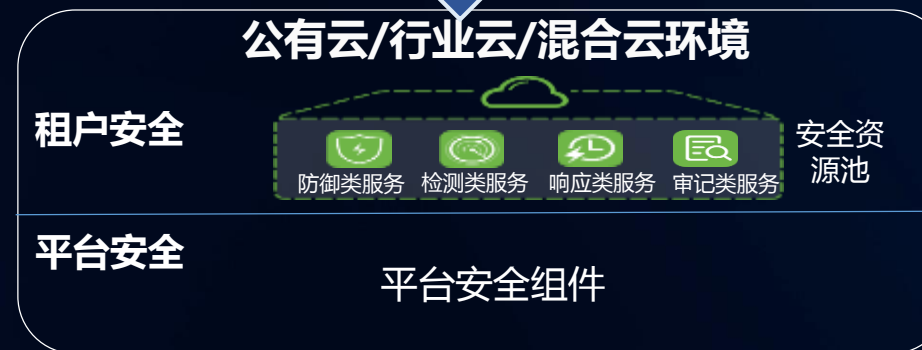 公有云/行业云/混合云环境
租户安全
防御类服务 检测类服务 响应类服务 审记类服务
安全资
源池
平台安全
平台安全组件